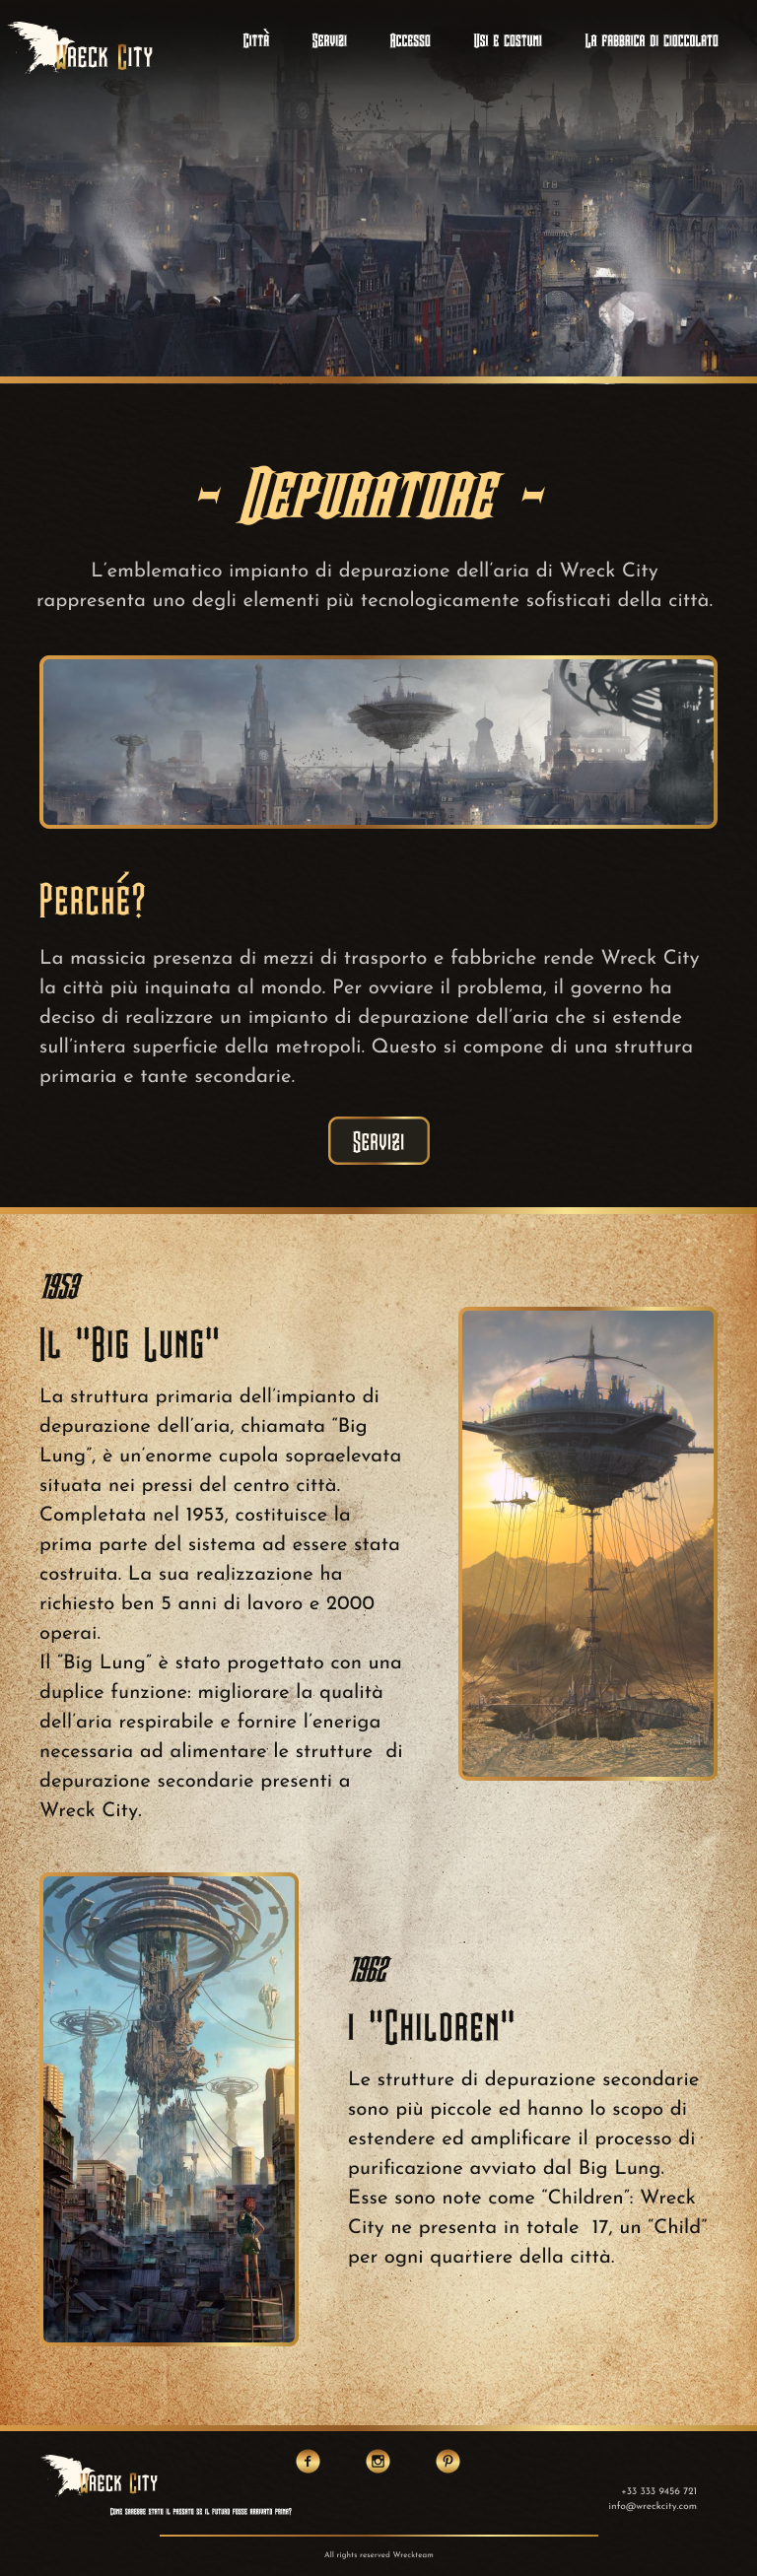 Wreck City
Città Servizi Accesso Usi e costumi La fabbrica di cioccolato
- Depuratore -
L'emblematico impianto di depurazione dell'aria di Wreck City
rappresenta uno degli elementi più tecnologicamente sofisticati della città.
Perché?
La massicia presenza di mezzi di trasporto e fabbriche rende Wreck City
la città più inquinata al mondo. Per ovviare il problema, il governo ha
deciso di realizzare un impianto di depurazione dell'aria che si estende
sull'intera superficie della metropoli. Questo si compone di una struttura
primaria e tante secondarie.
Servizi
1953
Il "Big Lung"
La struttura primaria dell'impianto di
depurazione dell'aria, chiamata "Big
Lung", è un'enorme cupola sopraelevata
situata nei pressi del centro città.
Completata nel 1953, costituisce la
prima parte del sistema ad essere stata
costruita. La sua realizzazione ha
richiesto ben 5 anni di lavoro e 2000
operai.
Il "Big Lung" è stato progettato con una
duplice funzione: migliorare la qualità
dell'aria respirabile e fornire l'eneriga
necessaria ad alimentare le strutture di
depurazione secondarie presenti a
Wreck City.
1962
i "Children"
Le strutture di depurazione secondarie
sono più piccole ed hanno lo scopo di
estendere ed amplificare il processo di
purificazione avviato dal Big Lung.
Esse sono note come "Children": Wreck
City ne presenta in totale 17, un "Child"
per ogni quartiere della città.
Wreck City
Come sarebbe stato il passato se il futuro fosse arrivato prima?
+33 333 9456 721
info@wreckcity.com
All rights reserved Wreckteam